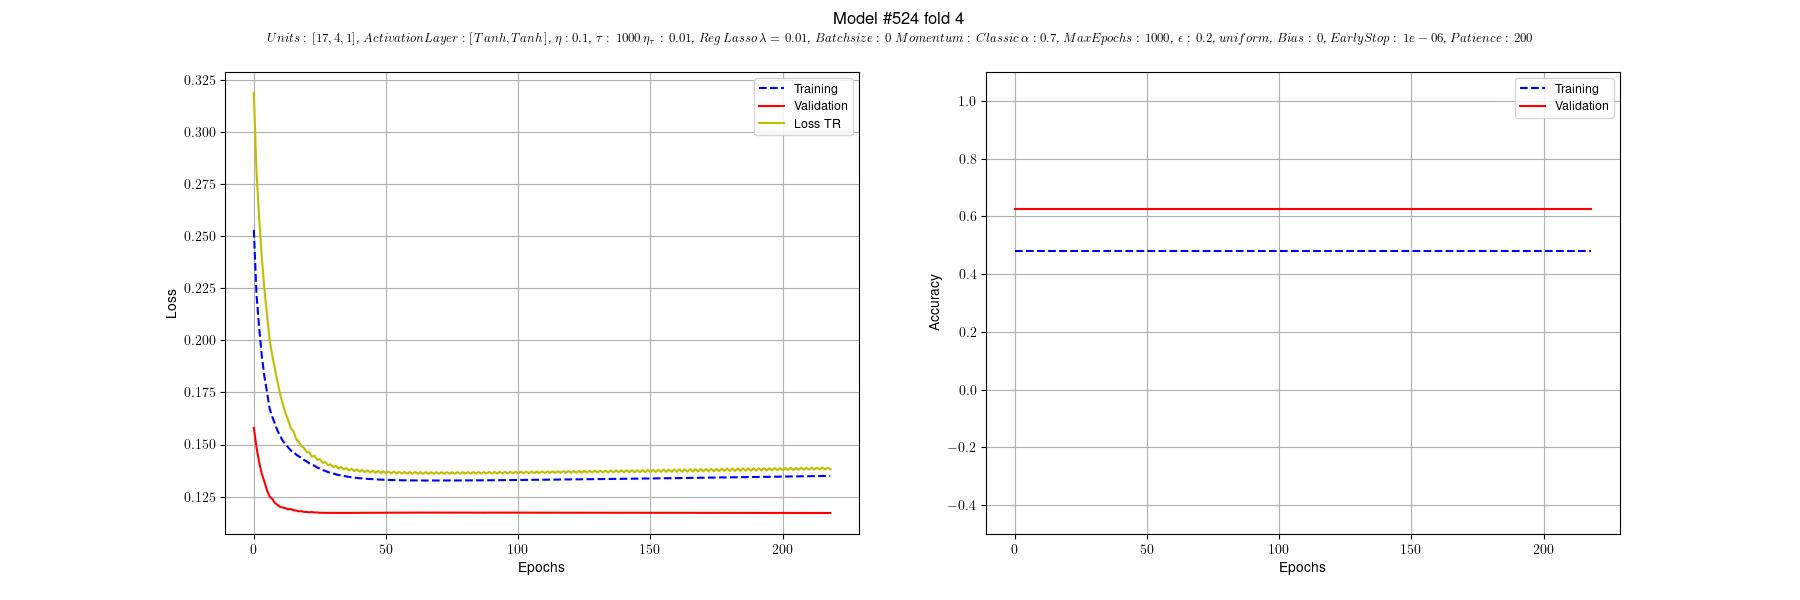 Model #524 fold 4
Units : [17, 4, 1], ActivationLayer : [Tanh, Tanh], η : 0.1, τ : 1000 η_τ : 0.01, Reg Lasso λ = 0.01, Batchsize : 0 Momentum : Classic α : 0.7, MaxEpochs : 1000, ϵ : 0.2, uniform, Bias : 0, EarlyStop : 1e − 06, Patience : 200
0.325
0.300
0.275
0.250
0.225
0.200
0.175
0.150
0.125
Loss
0 50 100 150 200
Epochs
Training
Validation
Loss TR
1.0
0.8
0.6
0.4
0.2
0.0
−0.2
−0.4
Accuracy
0 50 100 150 200
Epochs
Training
Validation